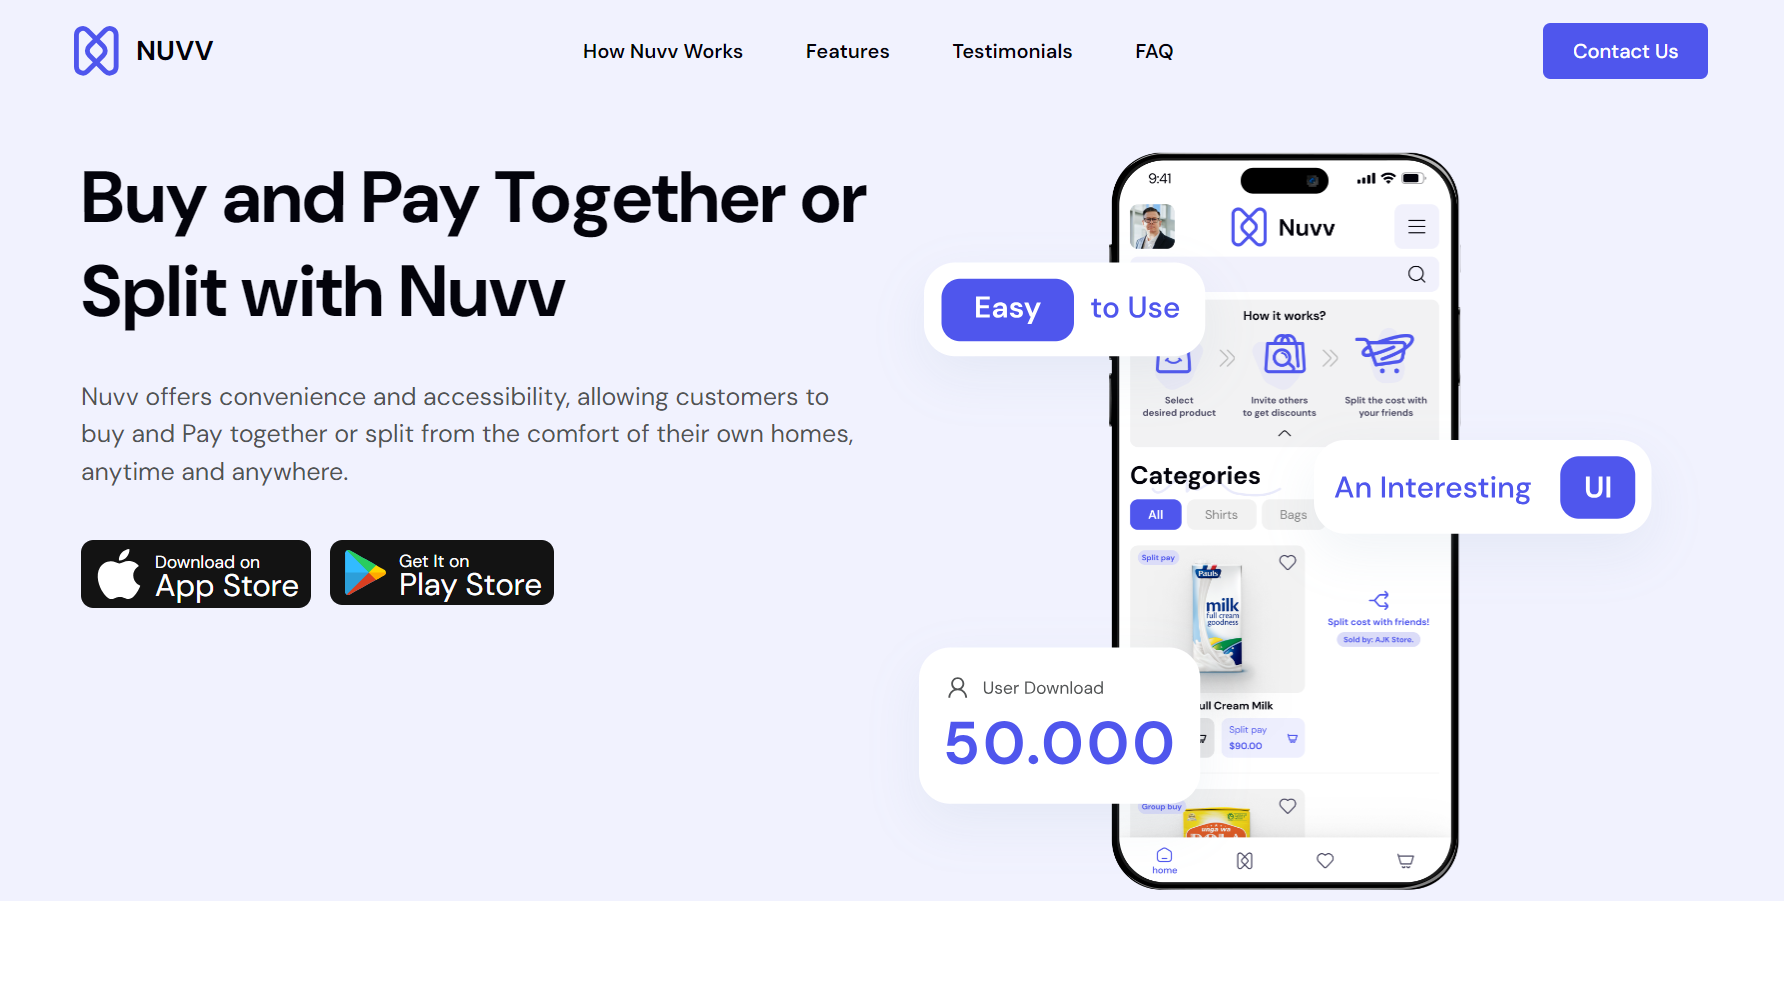 NUVV
How Nuvv Works
Features
Testimonials
FAQ
Contact Us
Buy and Pay Together or
Split with Nuvv
Nuvv offers convenience and accessibility, allowing customers to
buy and Pay together or split from the comfort of their own homes,
anytime and anywhere.
Download on
App Store
Get It on
Play Store
9:41
Nuvv
Easy to Use
How it works?
Select
desired product
Invite others
to get discounts
Split the cost with
your friends
An Interesting UI
Categories
All
Shirts
Bags
Split pay
Pauls
milk
full cream
goodness
Split cost with friends!
Sold by: AJK Store.
User Download
50.000
ull Cream Milk
Split pay
$90.00
Group buy
unga wa
home